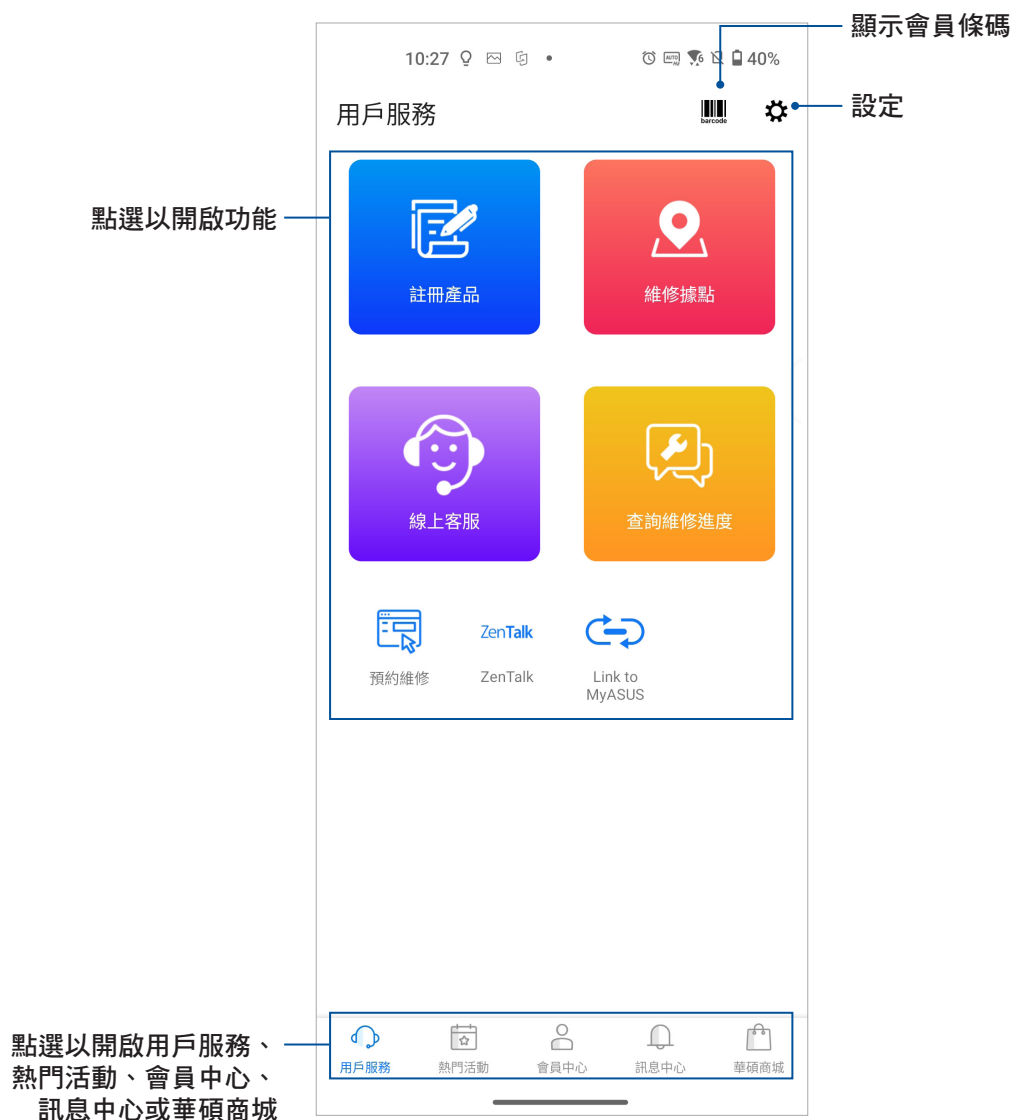 顯示會員條碼
10:27
40%
用戶服務
barcode
設定
點選以開啟功能
註冊產品
維修據點
線上客服
查詢維修進度
ZenTalk
預約維修
ZenTalk
Link to
MyASUS
用戶服務
熱門活動
會員中心
訊息中心
華碩商城
點選以開啟用戶服務、
熱門活動、會員中心、
訊息中心或華碩商城